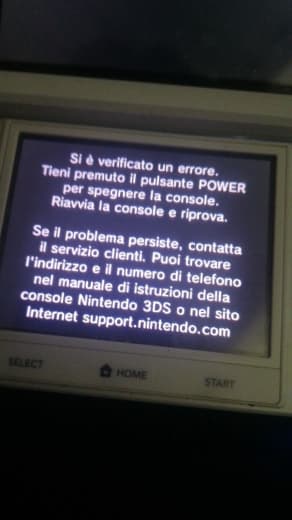 Si è verificato un errore.
Tieni premuto il pulsante POWER
per spegnere la console.
Riavvia la console e riprova.
Se il problema persiste, contatta
il servizio clienti. Puoi trovare
l'indirizzo e il numero di telefono
nel manuale di istruzioni della
console Nintendo 3DS o nel sito
Internet support.nintendo.com
SELECT HOME START